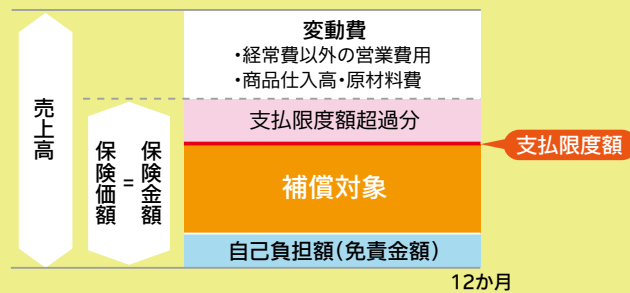 変動費
・経常費以外の営業費用
・商品仕入高・原材料費
売上高
保険価額
=
保険金額
支払限度額超過分
支払限度額
補償対象
自己負担額(免責金額)
12か月